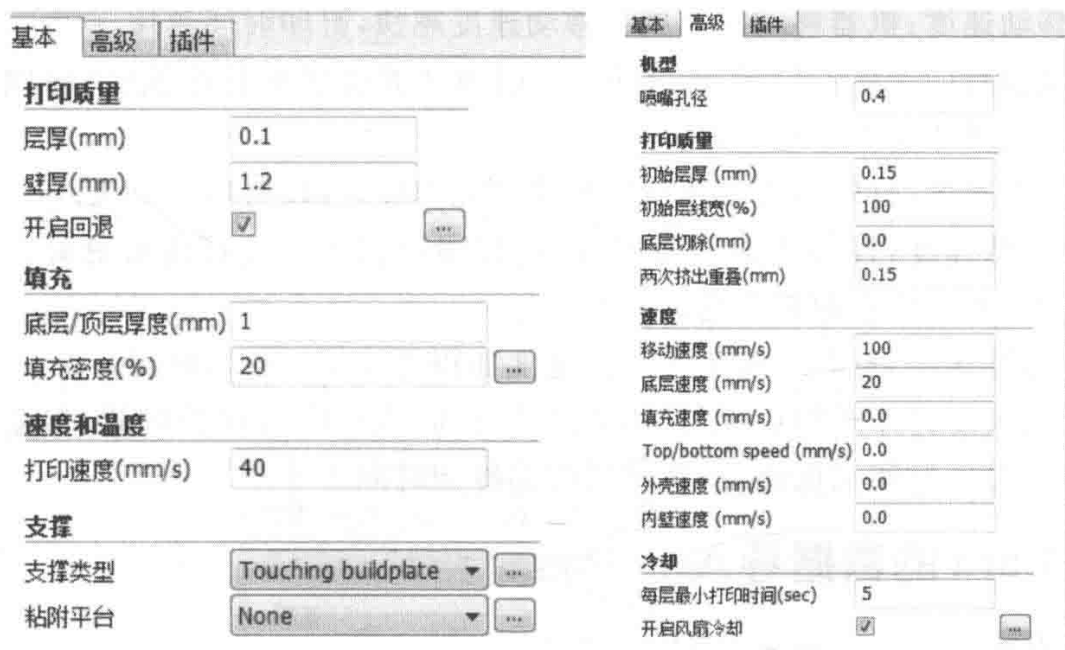 基本 高级 插件
打印质量
层厚(mm) 0.1
壁厚(mm) 1.2
开启回退
填充
底层/顶层厚度(mm) 1
填充密度(%) 20
速度和温度
打印速度(mm/s) 40
支撑
支撑类型 Touching buildplate
粘附平台 None
基本 高级 插件
机型
喷嘴孔径 0.4
打印质量
初始层厚 (mm) 0.15
初始层线宽(%) 100
底层切除(mm) 0.0
两次挤出重叠(mm) 0.15
速度
移动速度 (mm/s) 100
底层速度 (mm/s) 20
填充速度 (mm/s) 0.0
Top/bottom speed (mm/s) 0.0
外壳速度 (mm/s) 0.0
内壁速度 (mm/s) 0.0
冷却
每层最小打印时间(sec) 5
开启风扇冷却